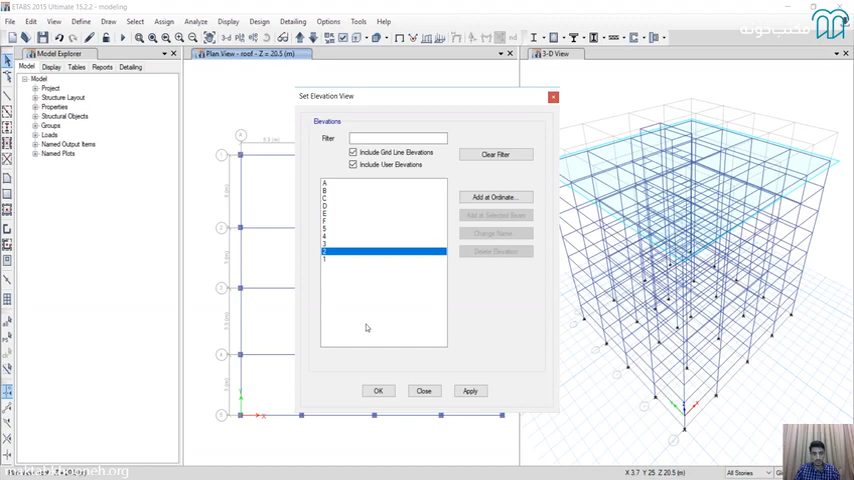 ETABS 2015 Ultimate 15.2.2 - modeling
File Edit View Define Draw Select Assign Analyze Display Design Detailing Options Tools Help
Model Explorer
Plan View - roof - Z = 20.5 (m)
3-D View
Model Display Tables Reports Detailing
Model
Project
Structure Layout
Properties
Structural Objects
Groups
Loads
Named Output Items
Named Plots
Set Elevation View
Elevations
Filter
Include Grid Line Elevations
Include User Elevations
Clear Filter
A
B
C
D
E
F
5
4
3
2
1
Add at Ordinate...
Add at Selected Beam
Change Name
Delete Elevation
OK
Close
Apply
X
X 3.7 Y 25 Z 20.5 (m)
All Stories
maktabkhooneh.org
مکتب خونه